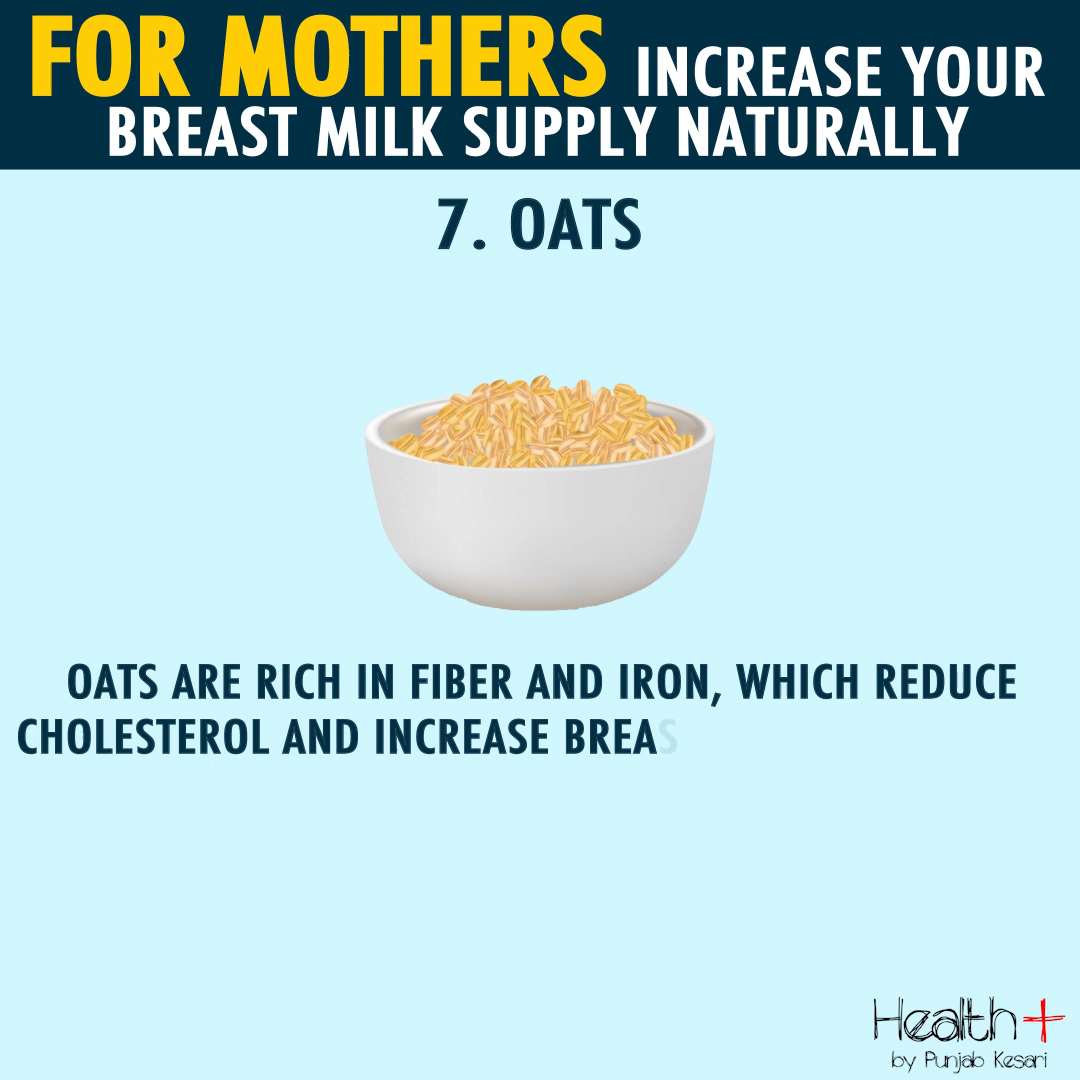 FOR MOTHERS INCREASE YOUR
BREAST MILK SUPPLY NATURALLY
7. OATS
OATS ARE RICH IN FIBER AND IRON, WHICH REDUCE
CHOLESTEROL AND INCREASE BREAS
Health+
by Punjab Kesari